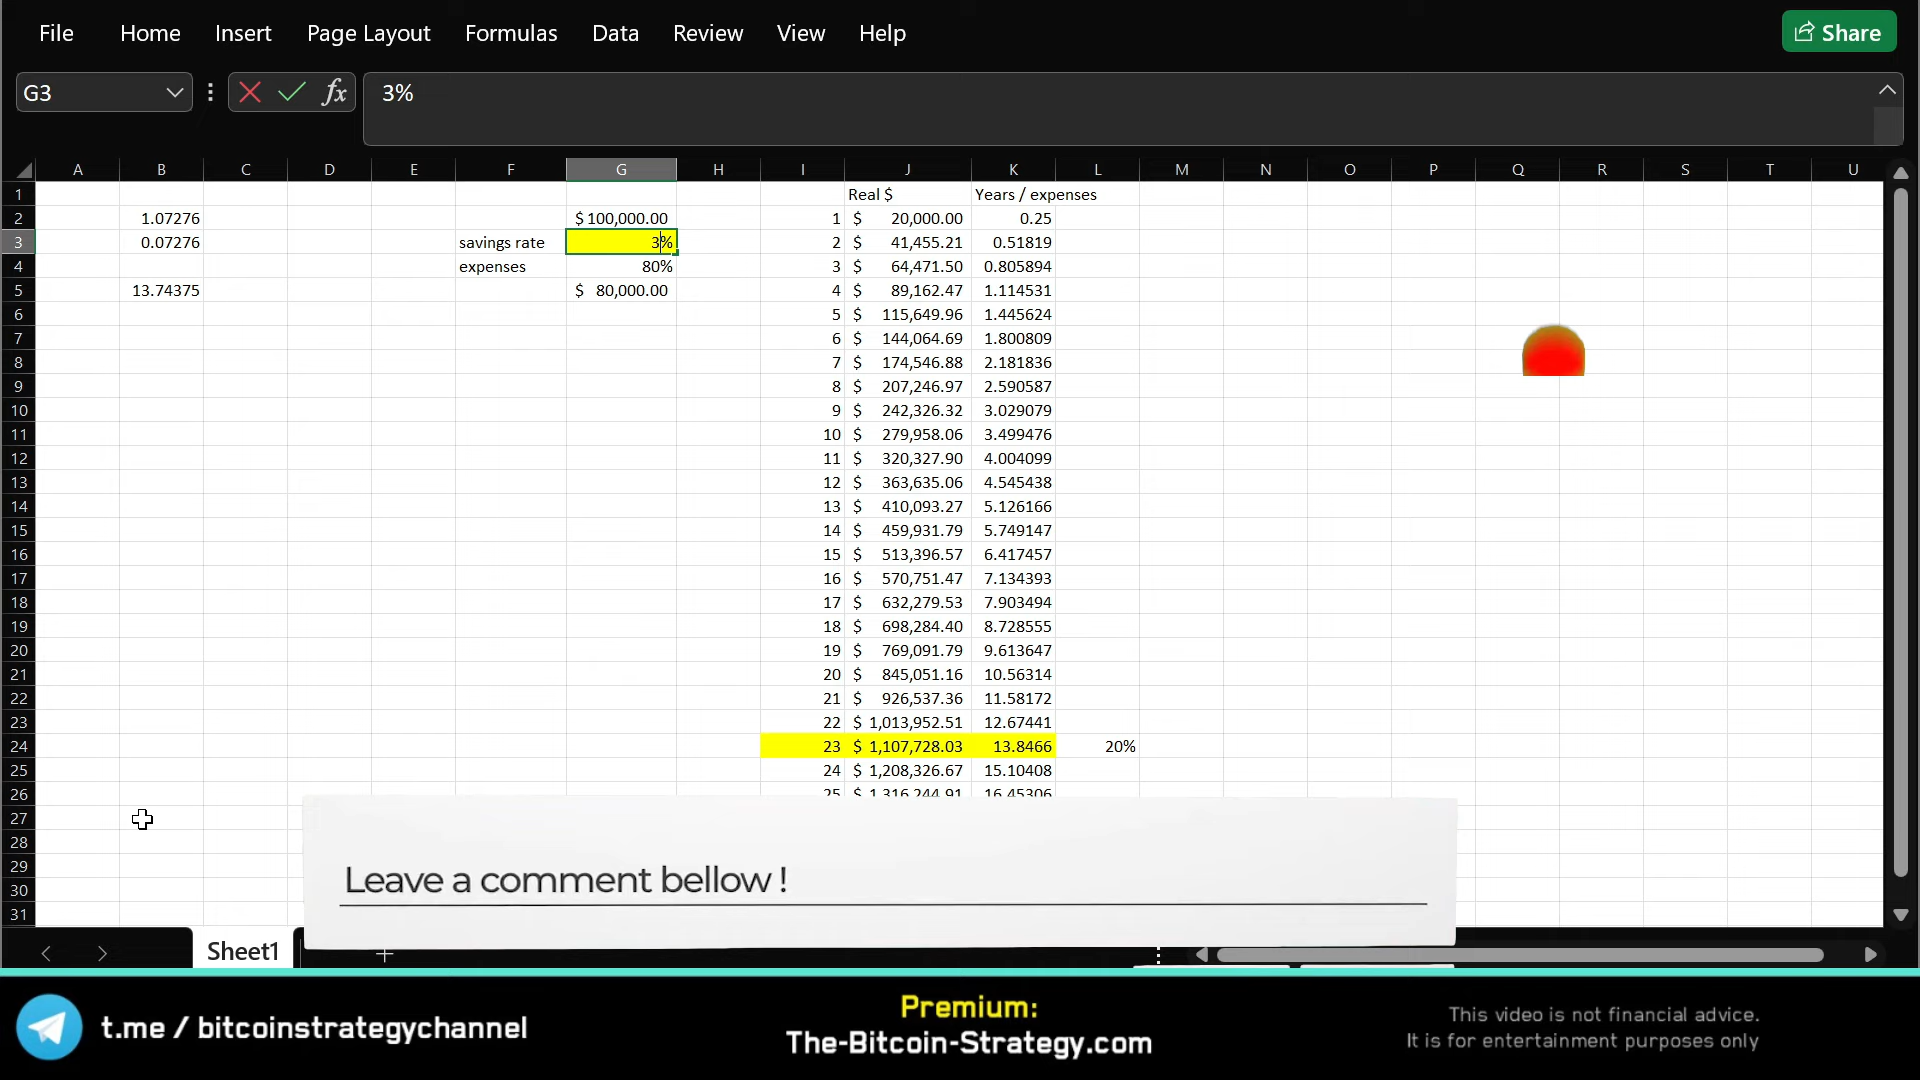 File Home Insert Page Layout Formulas Data Review View Help Share
G3 fx 3%
A B C D E F G H I J K L M N O P Q R S T U
1 Real $ Years / expenses
2 1.07276 $ 100,000.00 1 $ 20,000.00 0.25
3 0.07276 savings rate 3% 2 $ 41,455.21 0.51819
4 expenses 80% 3 $ 64,471.50 0.805894
5 13.74375 $ 80,000.00 4 $ 89,162.47 1.114531
6 5 $ 115,649.96 1.445624
7 6 $ 144,064.69 1.800809
8 7 $ 174,546.88 2.181836
9 8 $ 207,246.97 2.590587
10 9 $ 242,326.32 3.029079
11 10 $ 279,958.06 3.499476
12 11 $ 320,327.90 4.004099
13 12 $ 363,635.06 4.545438
14 13 $ 410,093.27 5.126166
15 14 $ 459,931.79 5.749147
16 15 $ 513,396.57 6.417457
17 16 $ 570,751.47 7.134393
18 17 $ 632,279.53 7.903494
19 18 $ 698,284.40 8.728555
20 19 $ 769,091.79 9.613647
21 20 $ 845,051.16 10.56314
22 21 $ 926,537.36 11.58172
23 22 $ 1,013,952.51 12.67441
24 23 $ 1,107,728.03 13.8466 20%
25 24 $ 1,208,326.67 15.10408
26 25 $ 1,316,244.91 16.45306
27
28
29
30
31
Leave a comment bellow !
Sheet1
t.me / bitcoinstrategychannel
Premium:
The-Bitcoin-Strategy.com
This video is not financial advice.
It is for entertainment purposes only